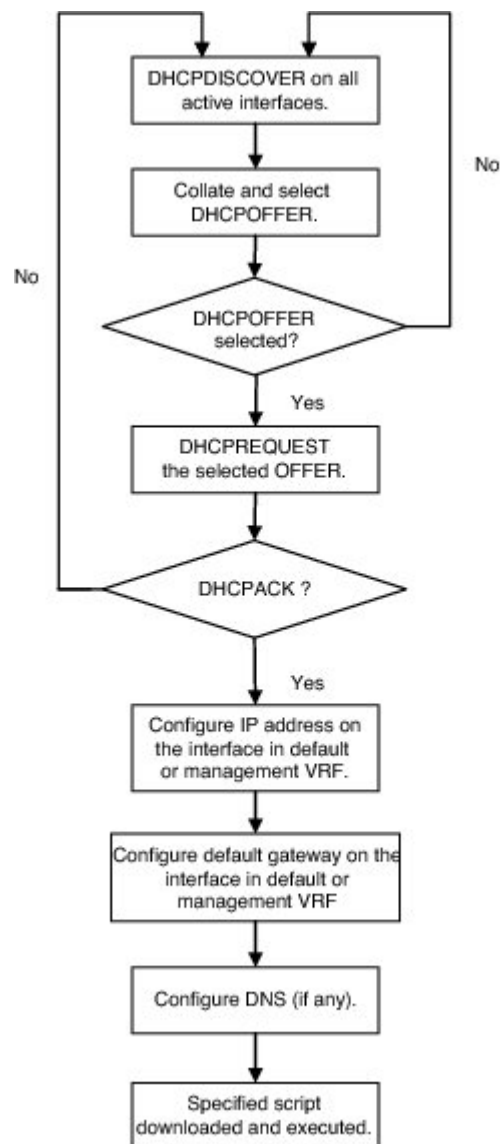 DHCPDISCOVER on all
active interfaces.
No
Collate and select
DHCPOFFER.
No
DHCPOFFER
selected?
Yes
DHCPREQUEST
the selected OFFER.
DHCPACK ?
Yes
Configure IP address on
the interface in default
or management VRF.
Configure default gateway on the
interface in default or
management VRF
Configure DNS (if any).
Specified script
downloaded and executed.